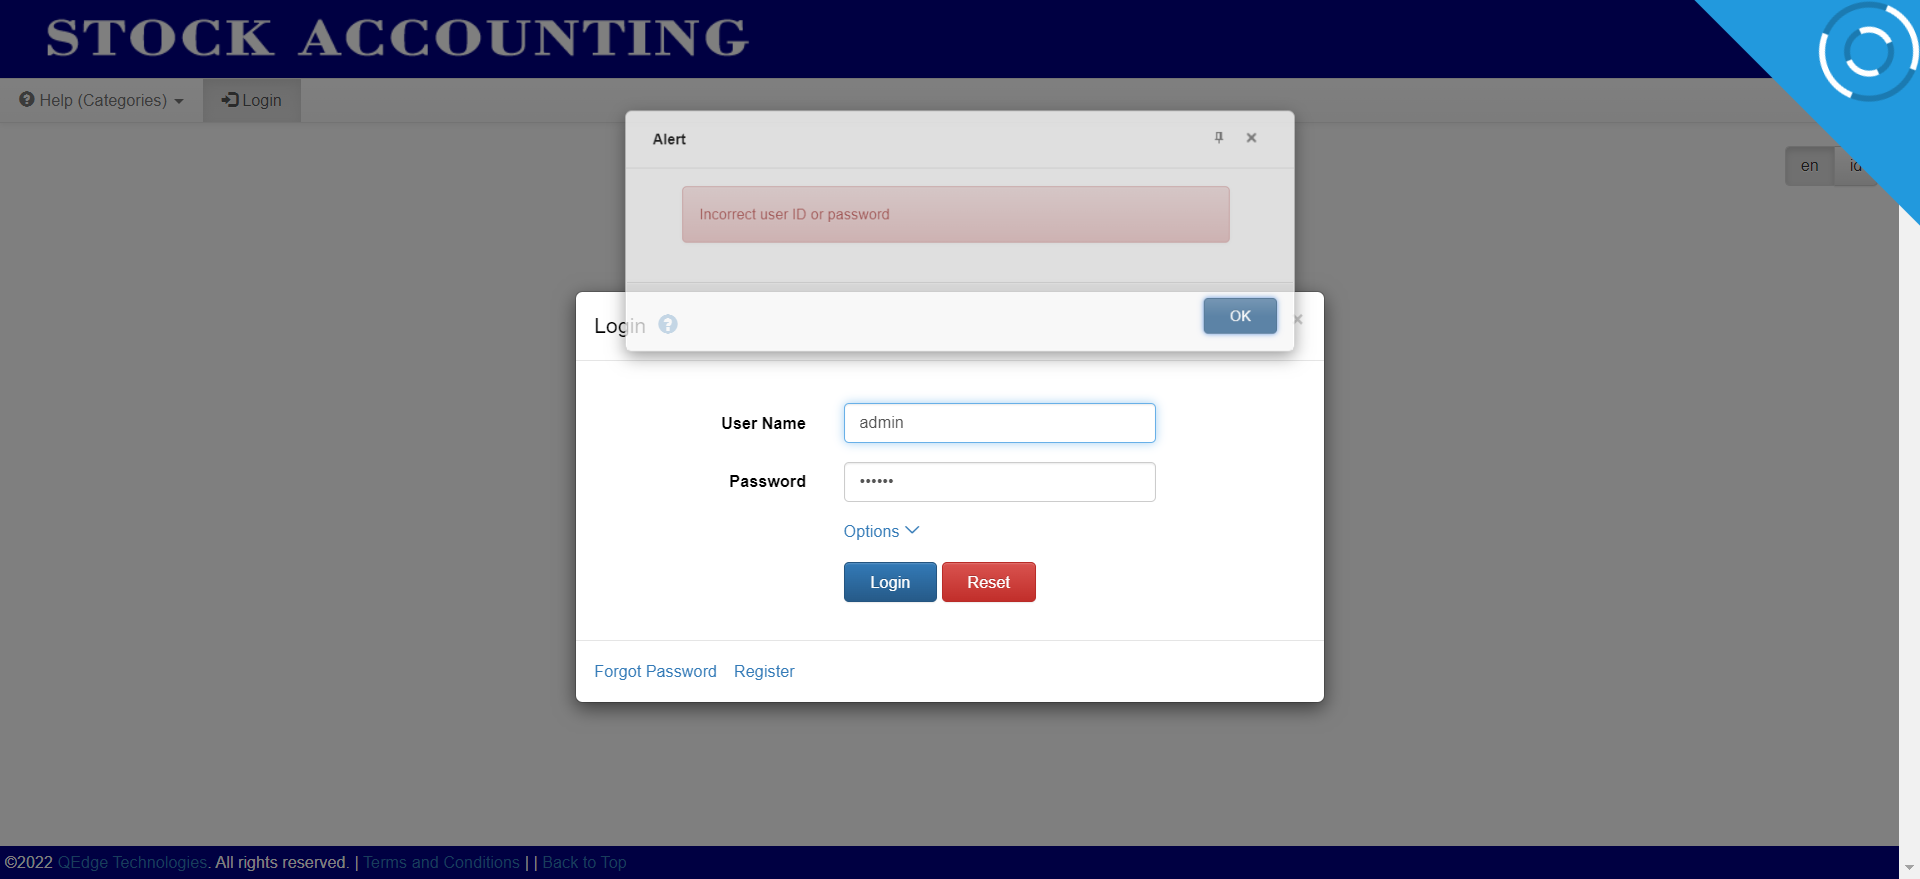 STOCK ACCOUNTING
Help (Categories) Login
Alert
en id
Incorrect user ID or password
OK
Login
User Name admin
Password ••••••
Options
Login Reset
Forgot Password Register
©2022 QEdge Technologies. All rights reserved. | Terms and Conditions | | Back to Top